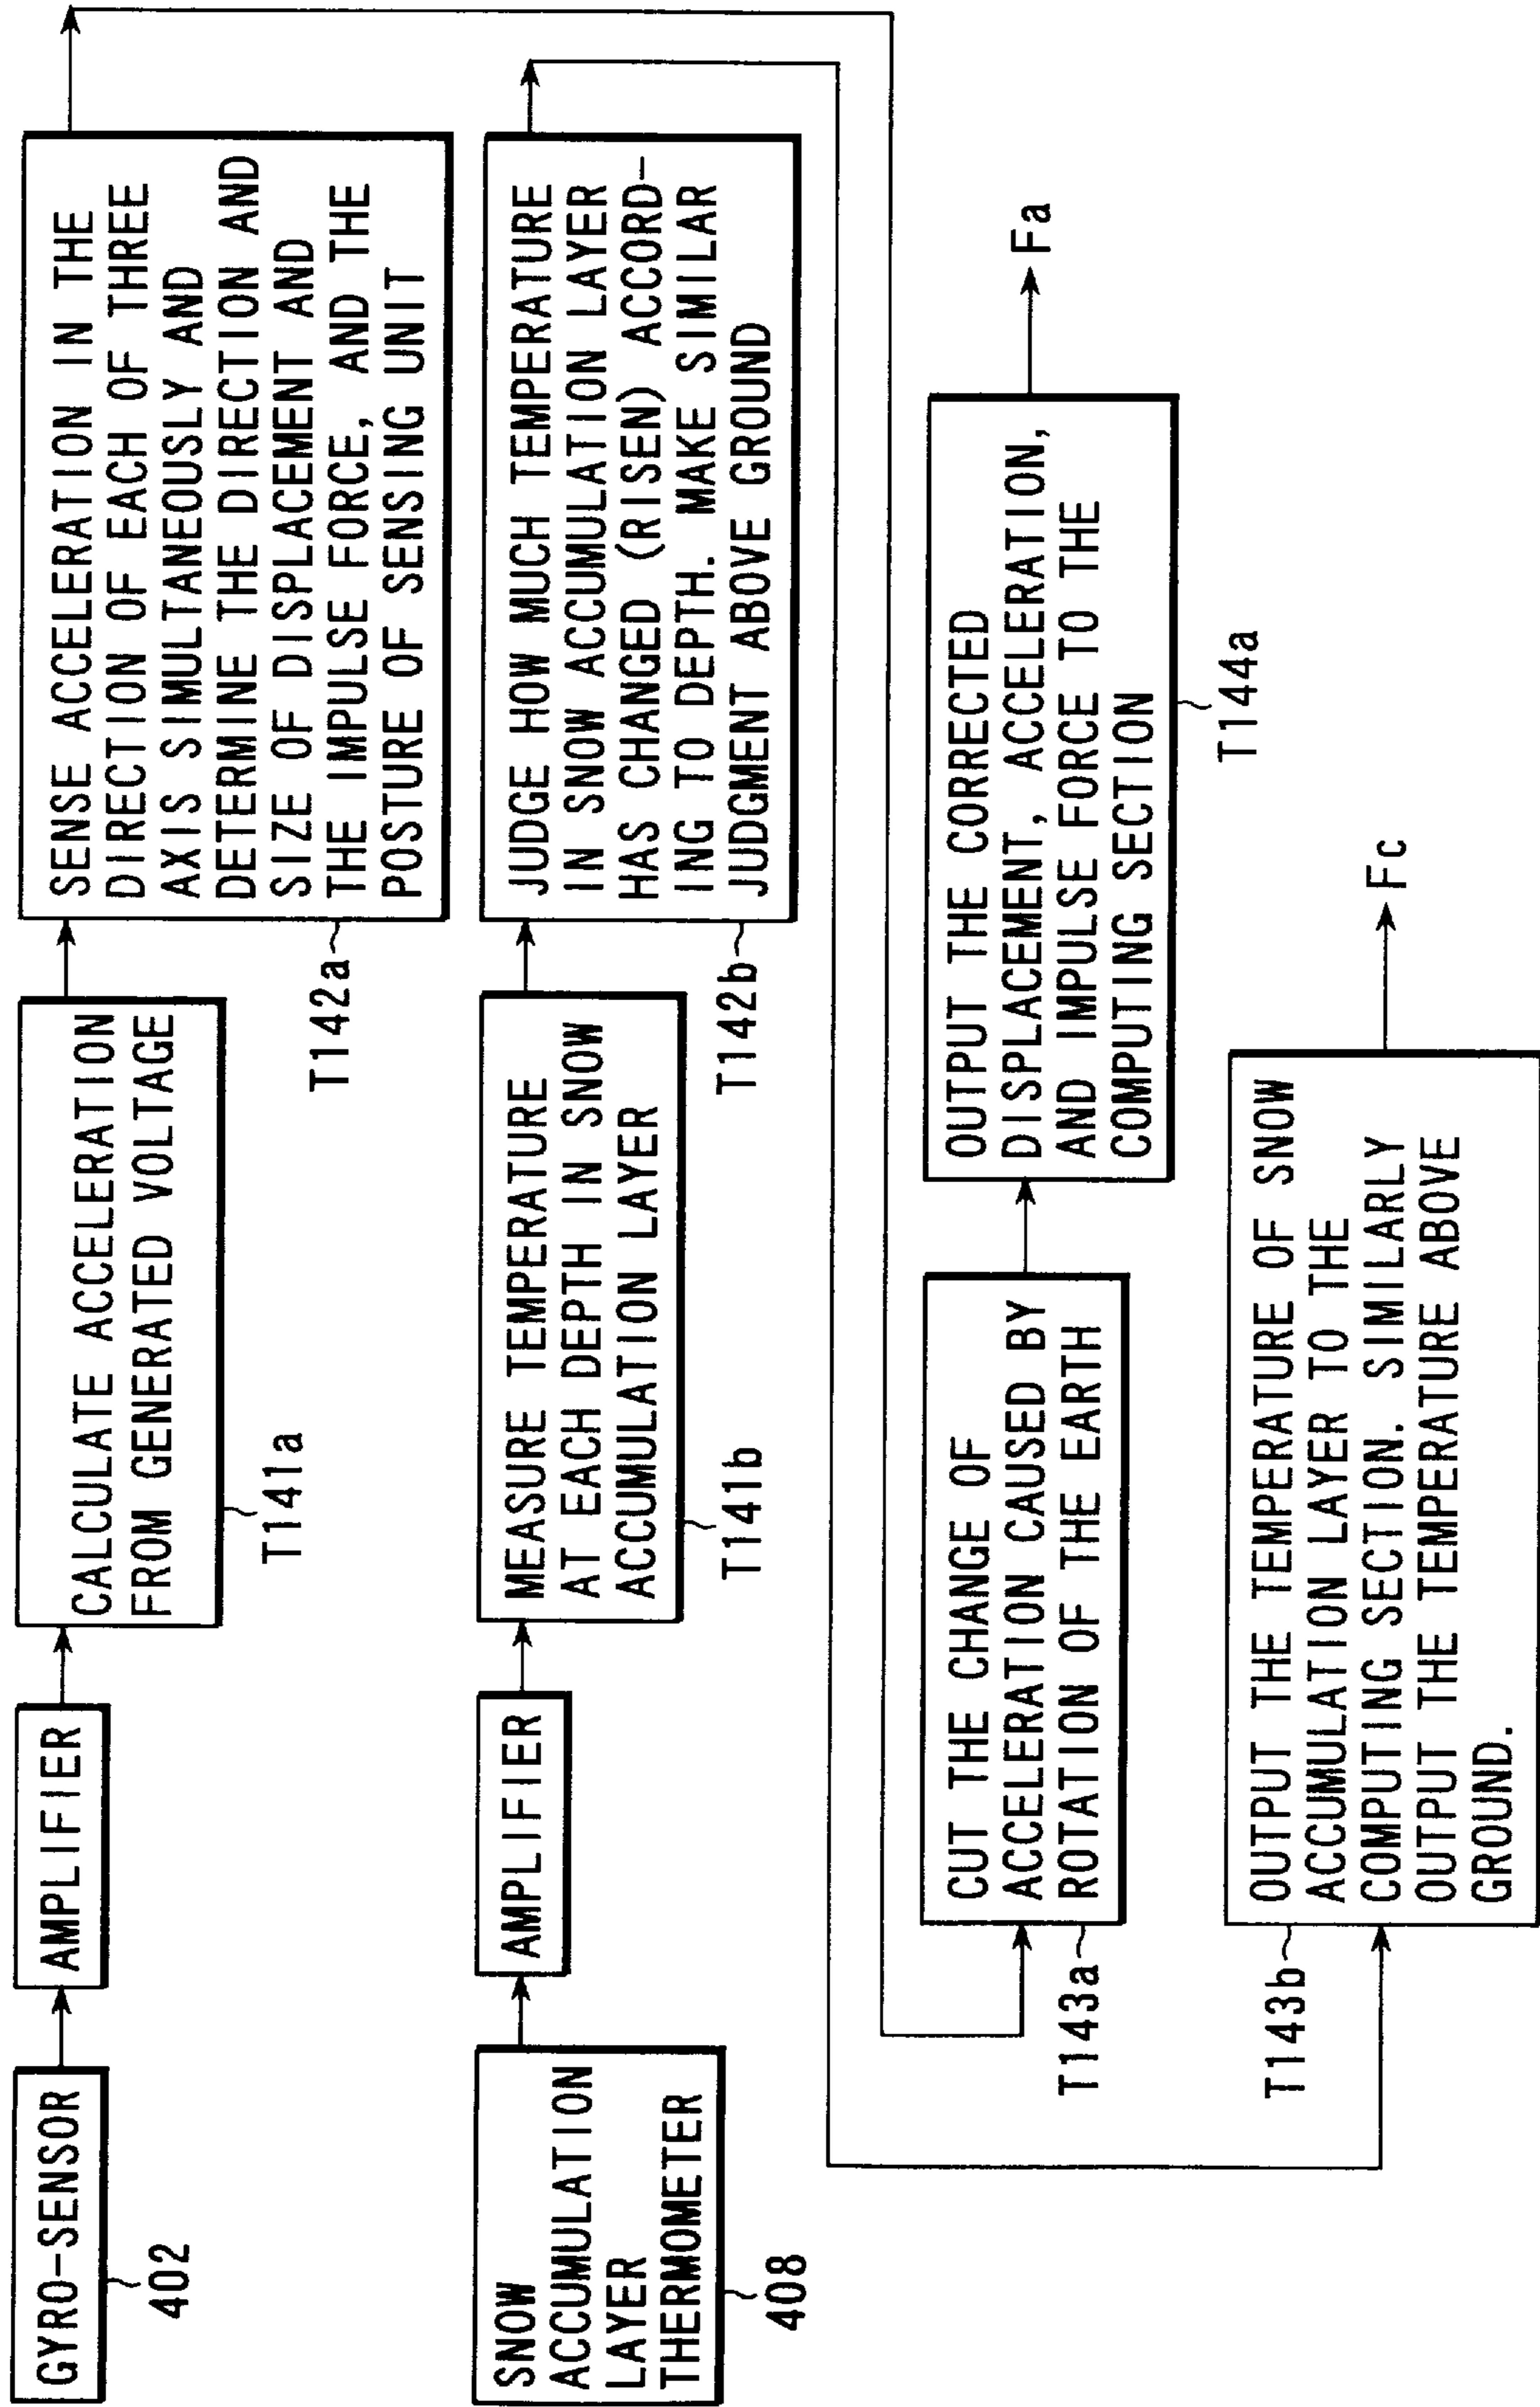 GYRO-SENSOR
402
AMPLIFIER
CALCULATE ACCELERATION
FROM GENERATED VOLTAGE
T141a
SENSE ACCELERATION IN THE
DIRECTION OF EACH OF THREE
AXIS SIMULTANEOUSLY AND
DETERMINE THE DIRECTION AND
SIZE OF DISPLACEMENT AND
THE IMPULSE FORCE, AND THE
POSTURE OF SENSING UNIT
T142a
SNOW
ACCUMULATION
LAYER
THERMOMETER
408
AMPLIFIER
MEASURE TEMPERATURE
AT EACH DEPTH IN SNOW
ACCUMULATION LAYER
T141b
JUDGE HOW MUCH TEMPERATURE
IN SNOW ACCUMULATION LAYER
HAS CHANGED (RISEN) ACCORD-
ING TO DEPTH. MAKE SIMILAR
JUDGMENT ABOVE GROUND
T142b
CUT THE CHANGE OF
ACCELERATION CAUSED BY
ROTATION OF THE EARTH
T143a
OUTPUT THE CORRECTED
DISPLACEMENT, ACCELERATION,
AND IMPULSE FORCE TO THE
COMPUTING SECTION
T144a
Fa
OUTPUT THE TEMPERATURE OF SNOW
ACCUMULATION LAYER TO THE
COMPUTING SECTION. SIMILARLY
OUTPUT THE TEMPERATURE ABOVE
GROUND.
T143b
Fc